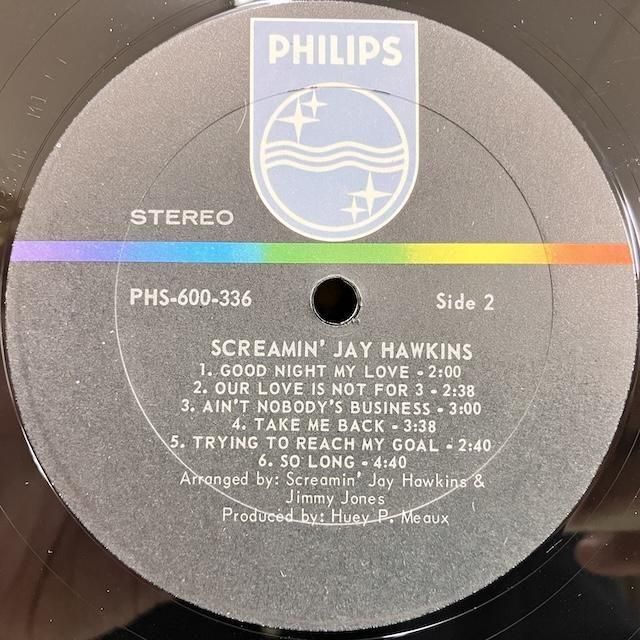 PHILIPS
STEREO
PHS-600-336
Side 2
SCREAMIN' JAY HAWKINS
1. GOOD NIGHT MY LOVE - 2:00
2. OUR LOVE IS NOT FOR 3 - 2:38
3. AIN'T NOBODY'S BUSINESS - 3:00
4. TAKE ME BACK - 3:38
5. TRYING TO REACH MY GOAL - 2:40
6. SO LONG - 4:40
Arranged by: Screamin' Jay Hawkins &
Jimmy Jones
Produced by: Huey P. Meaux